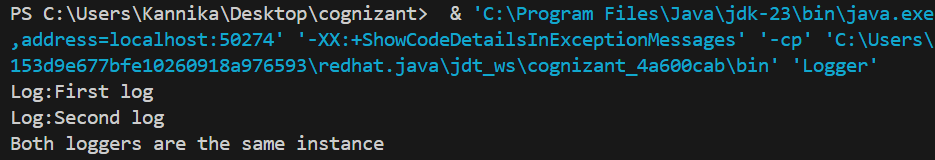 PS C:\Users\Kannika\Desktop\cognizant>  & 'C:\Program Files\Java\jdk-23\bin\java.exe
,address=localhost:50274' '-XX:+ShowCodeDetailsInExceptionMessages' '-cp' 'C:\Users\
153d9e677bfe10260918a976593\redhat.java\jdt_ws\cognizant_4a600cab\bin' 'Logger'
Log:First log
Log:Second log
Both loggers are the same instance